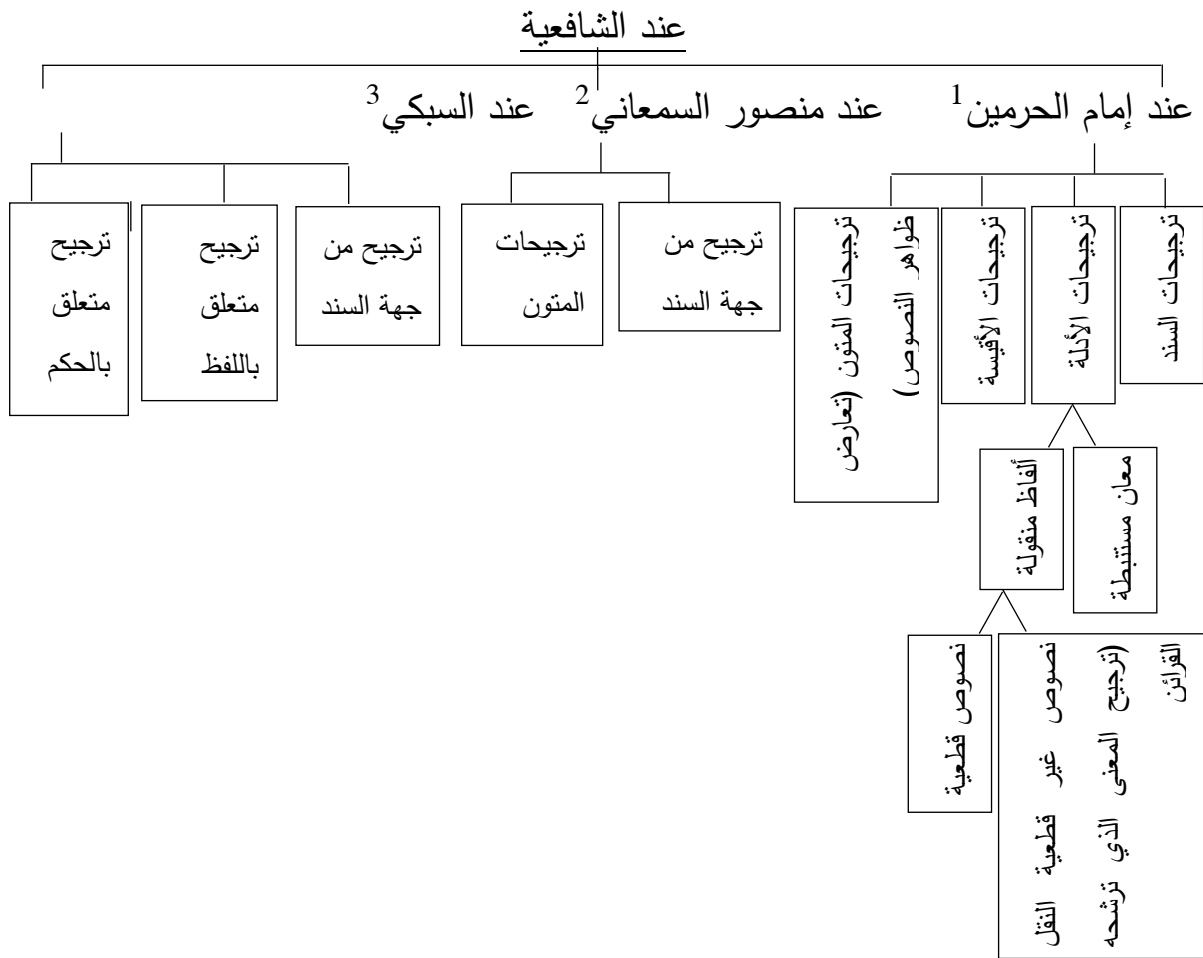 عند الشافعية
عند إمام الحرمين1
عند منصور السمعاني2
عند السبكي3
ترجيحات السند
ترجيحات الأدلة
ترجيحات الأقيسة
ترجيحات المتون (تعارض
ظواهر النصوص)
ترجيح من
جهة السند
ترجيحات
المتون
ترجيح من
جهة السند
ترجيح
متعلق
باللفظ
ترجيح
متعلق
بالحكم
معان مستنبطة
ألفاظ منقولة
نصوص قطعية
نصوص غير قطعية النقل
(ترجيح المعنى الذي ترشحه
القرائن